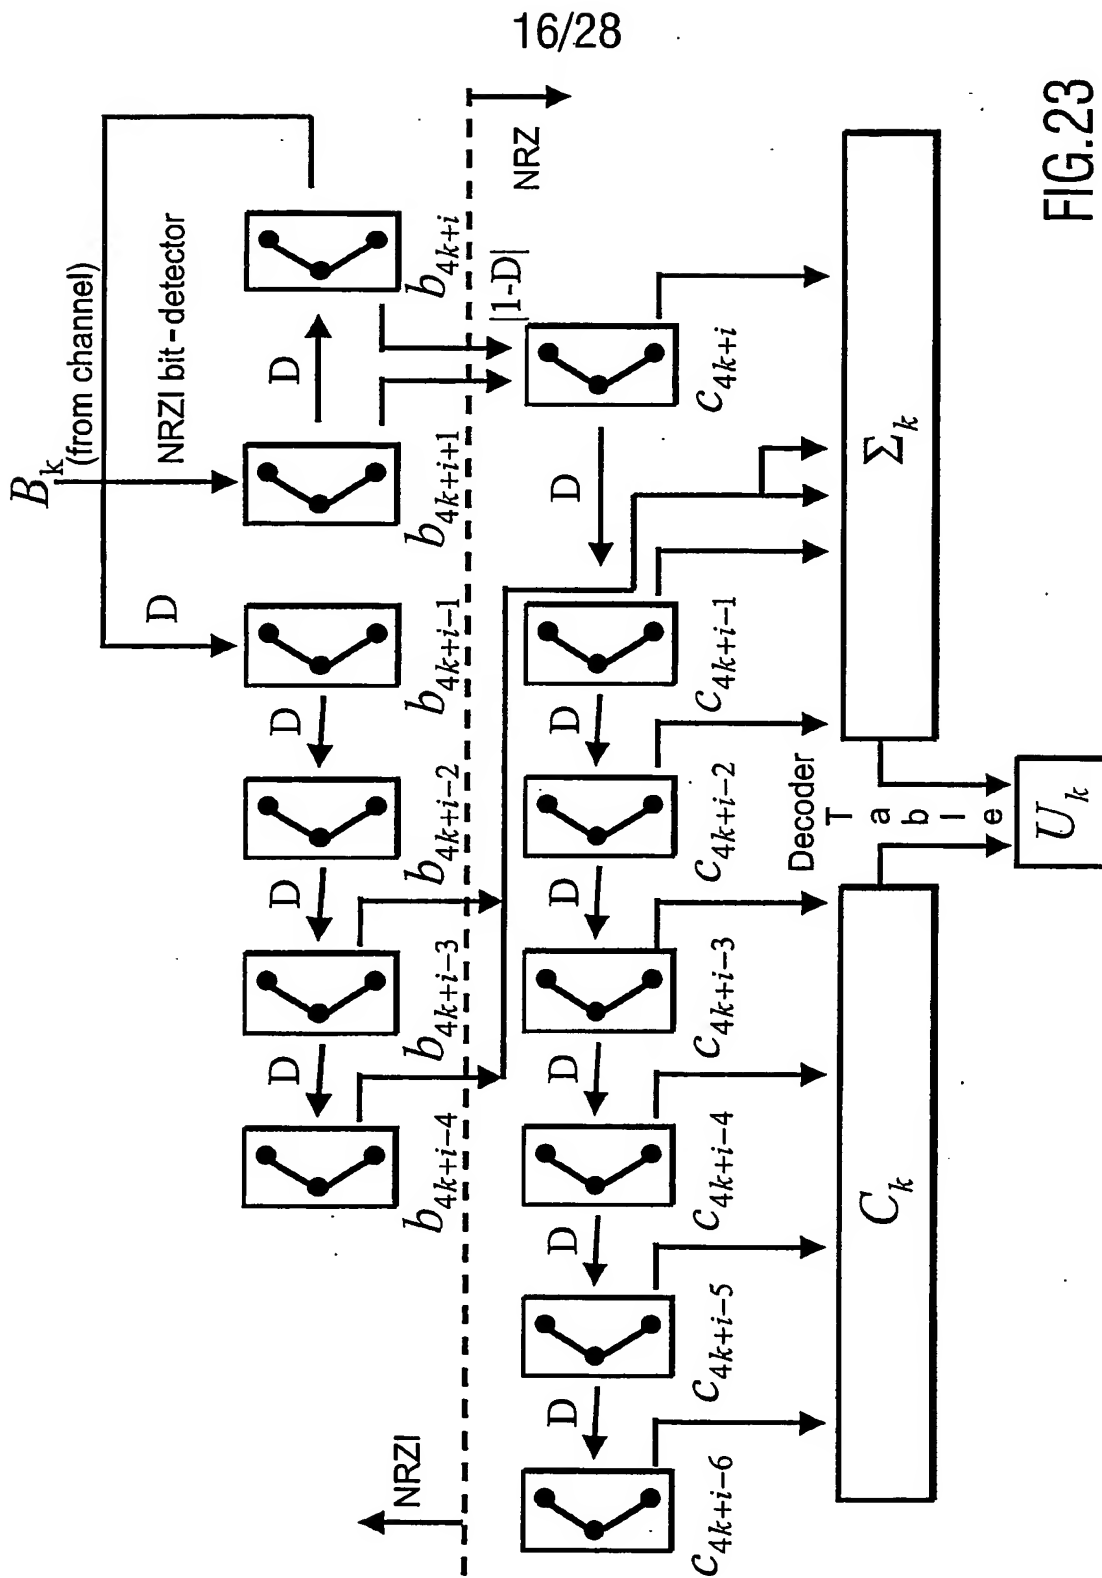 16/28
B_k
(from channel)
NRZI bit-detector
D
D
b_{4k+i-4}
D
b_{4k+i-3}
D
b_{4k+i-2}
D
b_{4k+i-1}
b_{4k+i+1}
b_{4k+i}
NRZI
NRZ
|1-D|
c_{4k+i-6}
D
c_{4k+i-5}
D
c_{4k+i-4}
D
c_{4k+i-3}
D
c_{4k+i-2}
D
c_{4k+i-1}
D
c_{4k+i}
C_k
Decoder
Table
Σ_k
U_k
FIG.23